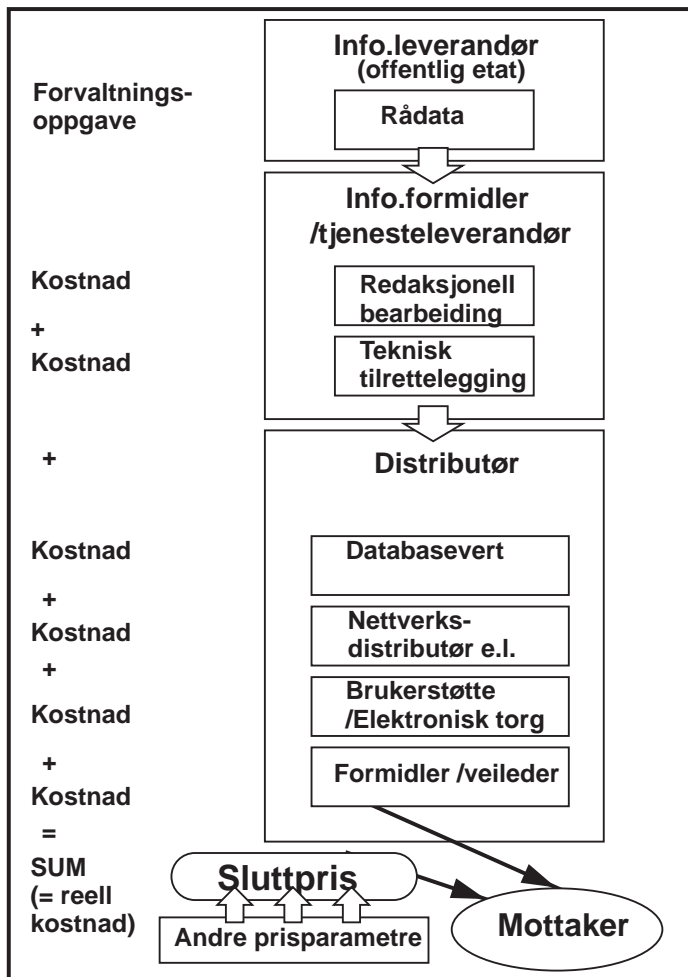 Info.leverandør
(offentlig etat)
Forvaltnings-
oppgave
Rådata
Info.formidler
/tjenesteleverandør
Kostnad
Redaksjonell
bearbeiding
+
Kostnad
Teknisk
tilrettelegging
+
Distributør
Kostnad
Databasevert
+
Kostnad
Nettverks-
distributør e.l.
+
Kostnad
Brukerstøtte
/Elektronisk torg
+
Kostnad
Formidler /veileder
=
SUM
(= reell
kostnad)
Sluttpris
Andre prisparametre
Mottaker